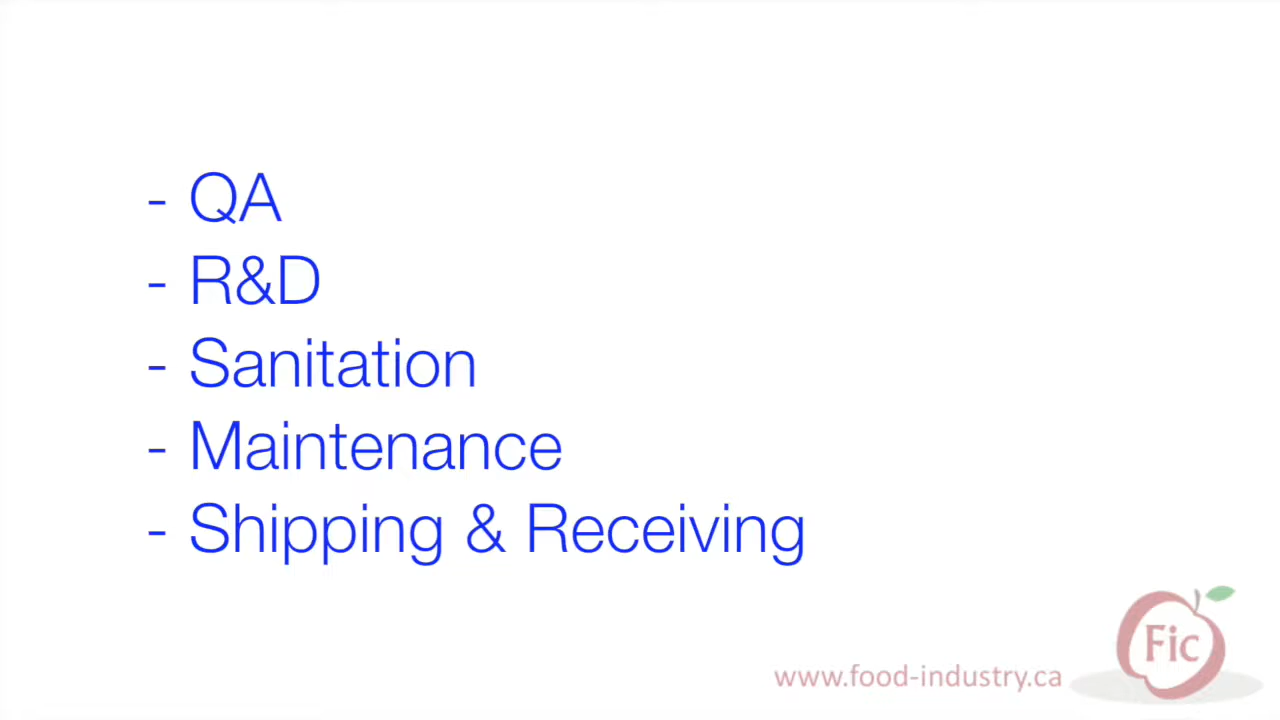 - QA
- R&D
- Sanitation
- Maintenance
- Shipping & Receiving
Fic
www.food-industry.ca